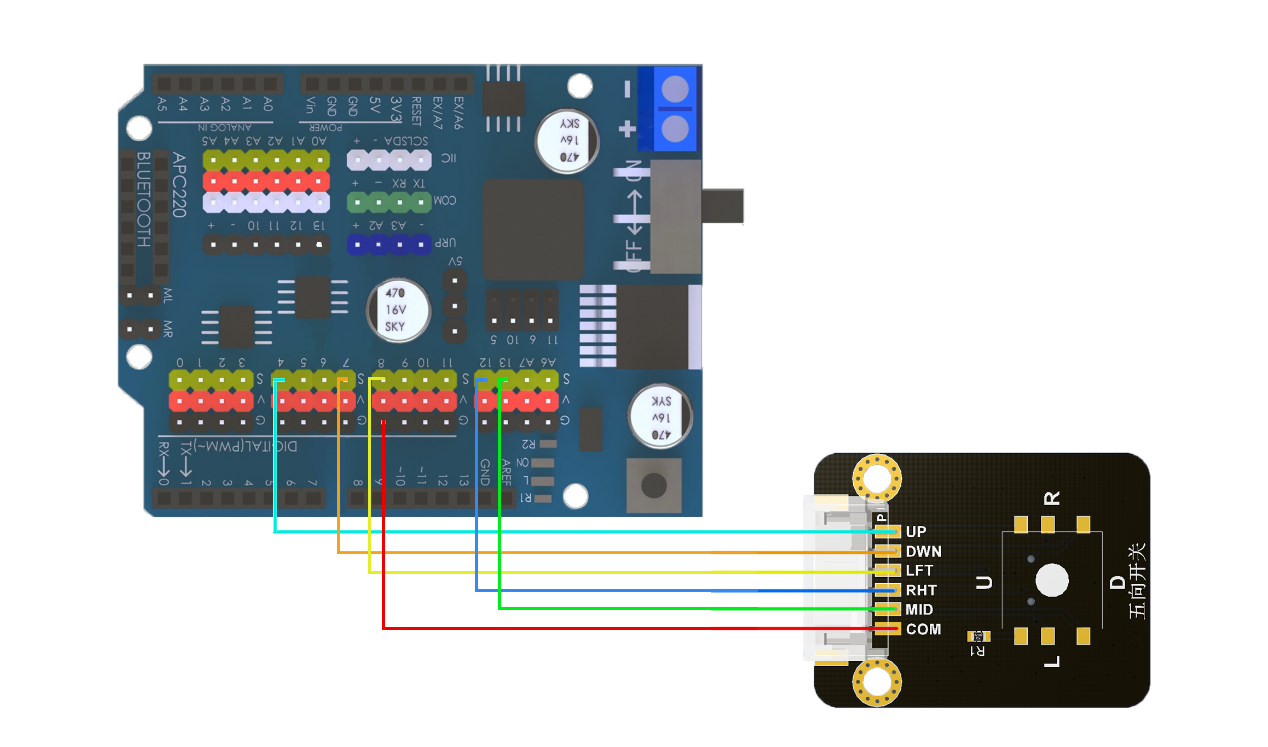 A5 A4 A3 A2 A1 A0
Vin GND GND 5V 3V3 RESET EX/A7 EX/A6
ANALOG IN
POWER
SKY 16v 470
-
+
ON
OFF
BLUETOOTH
APC220
A5 A4 A3 A2 A1 A0
+ - SDA SCL
IIC
+ - RX TX
COM
+ - 10 11 12 13
+ A2 A3 -
URP
5V
ML
MR
470
16V
SKY
5 10 6 11
0 1 2 3
4 5 6 7
8 9 10 11
12 13 A7 A6
S S S S
V V V V
G G G G
SKY 16v 470
DIGITAL(PWM~)
RX→0
TX→1
2 3 4 5 6 7
8 9 ~10 ~11 12 13 GND AREF
R2
ON
L
R1
P
UP
DWN
LFT
RHT
MID
COM
R
U
D
L
R1
五向开关